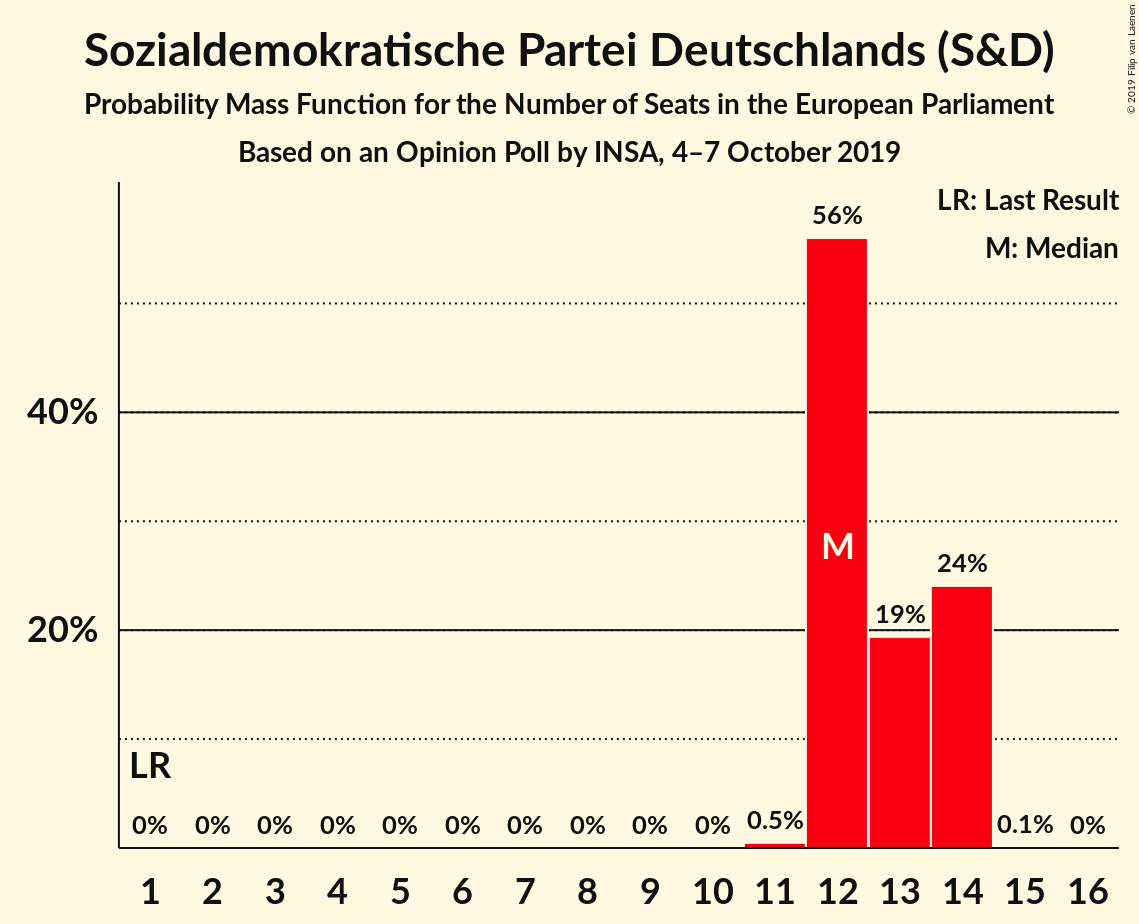 Sozialdemokratische Partei Deutschlands (S&D)
Probability Mass Function for the Number of Seats in the European Parliament
Based on an Opinion Poll by INSA, 4–7 October 2019
© 2019 Filip van Laenen
LR: Last Result
M: Median
56%
40%
M
24%
19%
20%
LR
0% 0% 0% 0% 0% 0% 0% 0% 0% 0% 0.5% 0.1% 0%
1 2 3 4 5 6 7 8 9 10 11 12 13 14 15 16